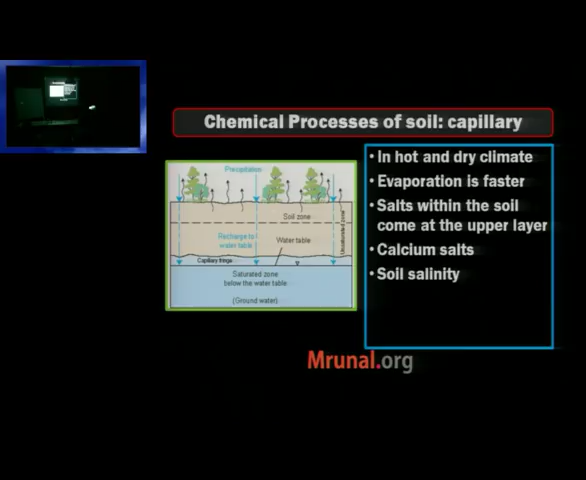 Chemical Processes of soil: capillary
Precipitation
Soil zone
Unsaturated zone
Recharge to
water table
Water table
Capillary fringe
Saturated zone
below the water table
(Ground water)
• In hot and dry climate
• Evaporation is faster
• Salts within the soil
come at the upper layer
• Calcium salts
• Soil salinity
Mrunal.org